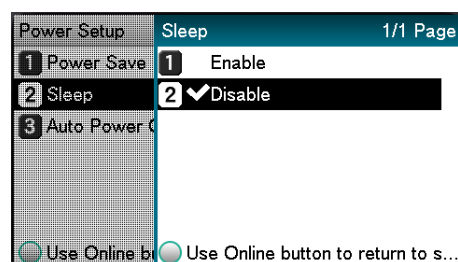 Power Setup
1 Power Save
2 Sleep
3 Auto Power
Use Online
Sleep 1/1 Page
1 Enable
2 Disable
Use Online button to return to s...